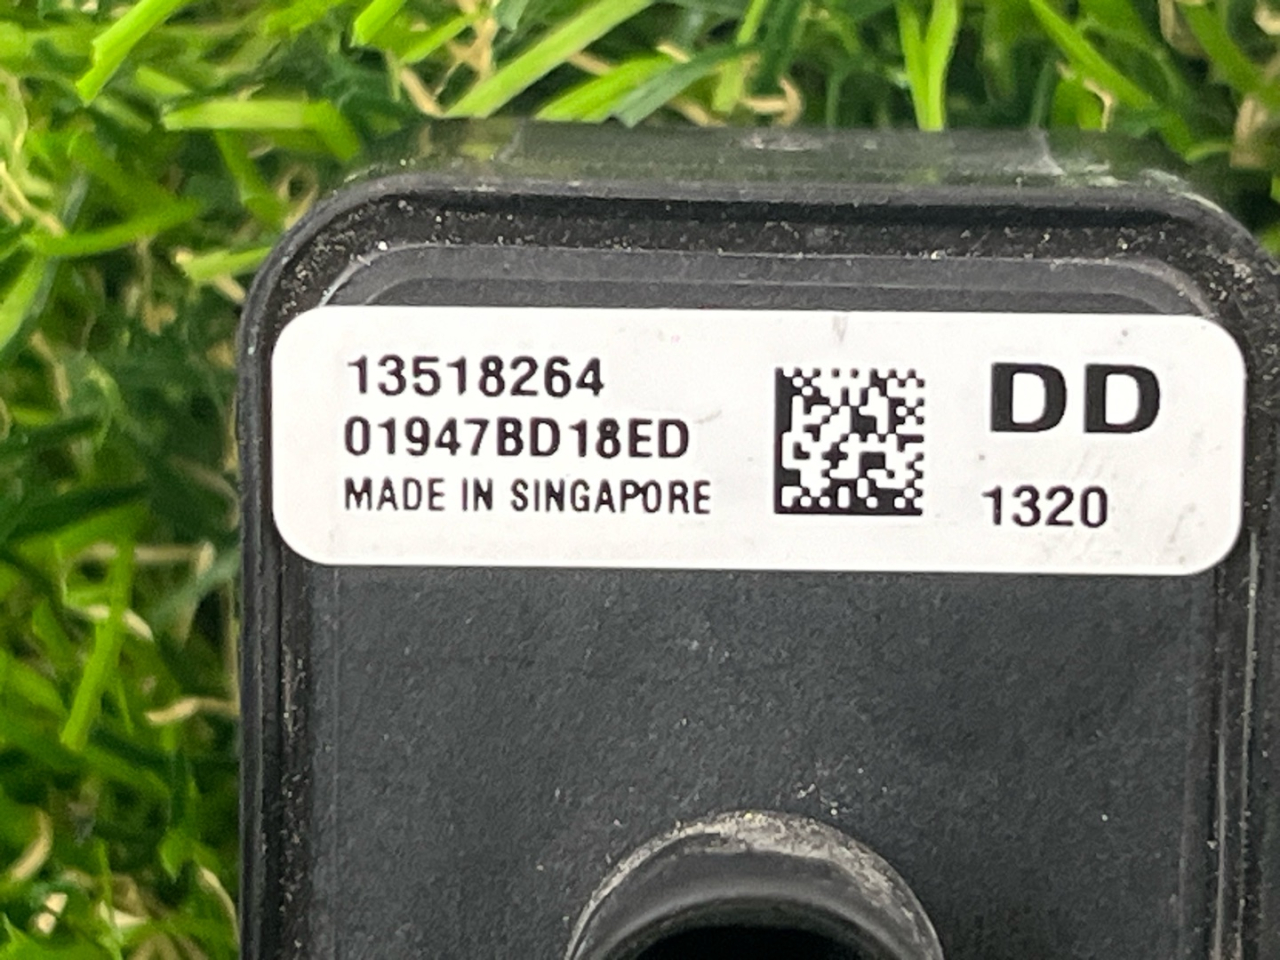 13518264
01947BD18ED
MADE IN SINGAPORE
DD
1320